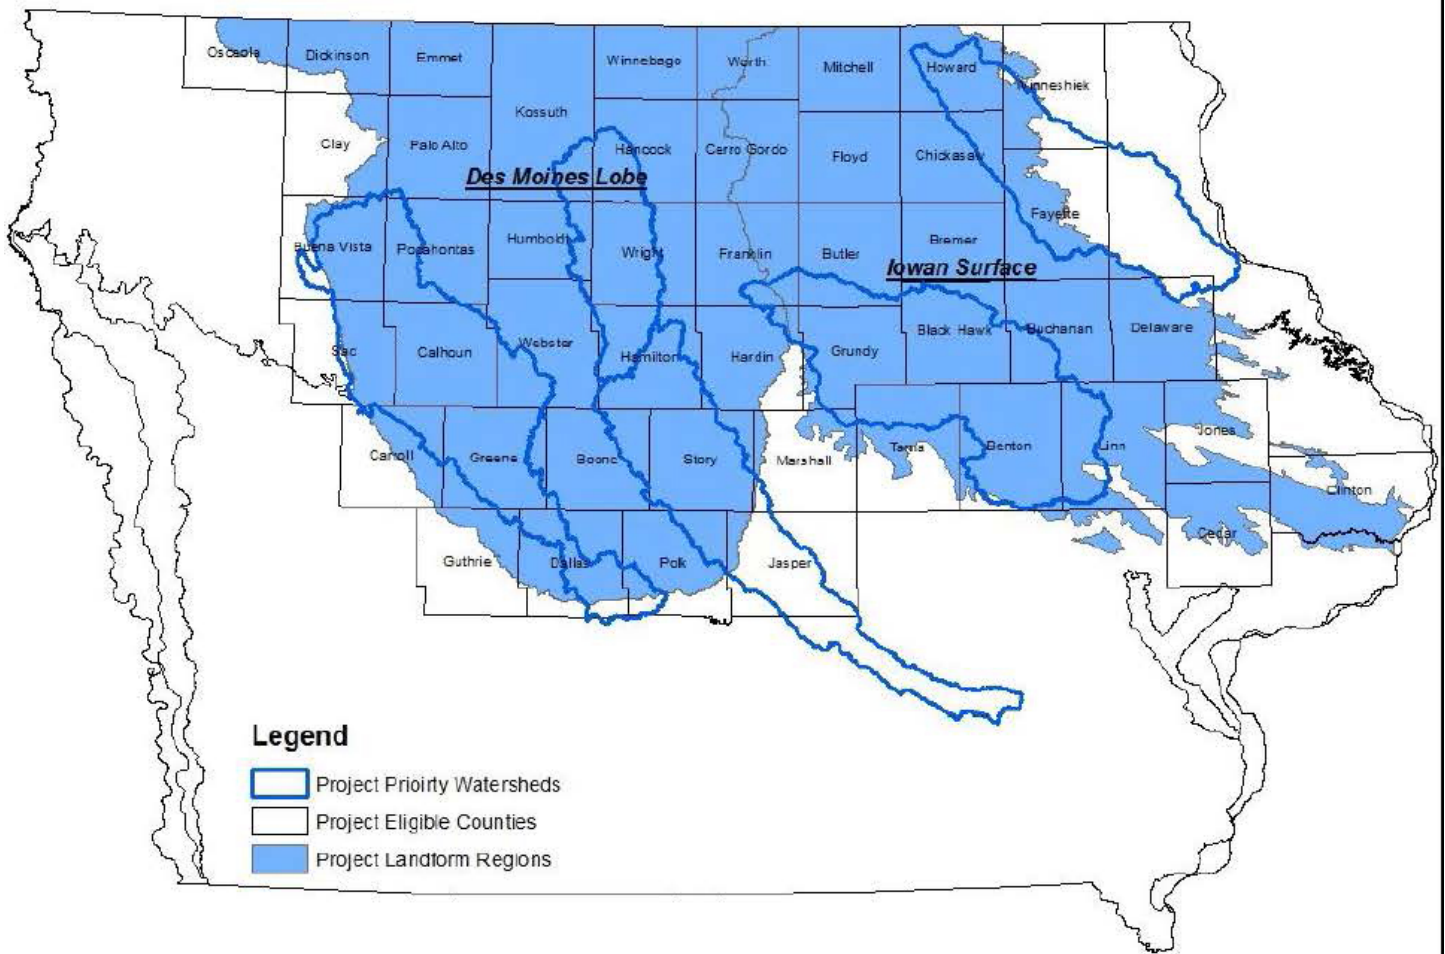 Osceola
Dickinson
Emmet
Winnebago
Worth
Mitchell
Howard
Winneshiek
Kossuth
Clay
Palo Alto
Hancock
Cerro Gordo
Floyd
Chickasaw
Des Moines Lobe
Fayette
Buena Vista
Pocahontas
Humboldt
Wright
Franklin
Butler
Bremer
Iowan Surface
Sac
Calhoun
Webster
Hamilton
Hardin
Grundy
Black Hawk
Buchanan
Delaware
Carroll
Greene
Boone
Story
Marshall
Tama
Benton
Linn
Jones
Clinton
Guthrie
Dallas
Polk
Jasper
Cedar
Legend
Project Prioirty Watersheds
Project Eligible Counties
Project Landform Regions